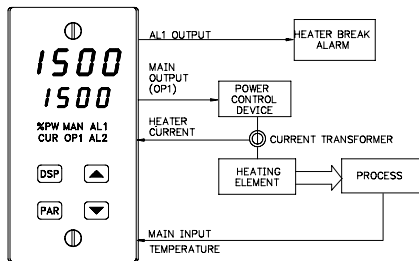 1500
1500
%PW MAN AL1
CUR OP1 AL2
DSP
PAR
AL1 OUTPUT
HEATER BREAK
ALARM
MAIN
OUTPUT
(OP1)
POWER
CONTROL
DEVICE
HEATER
CURRENT
CURRENT TRANSFORMER
HEATING
ELEMENT
PROCESS
MAIN INPUT
TEMPERATURE